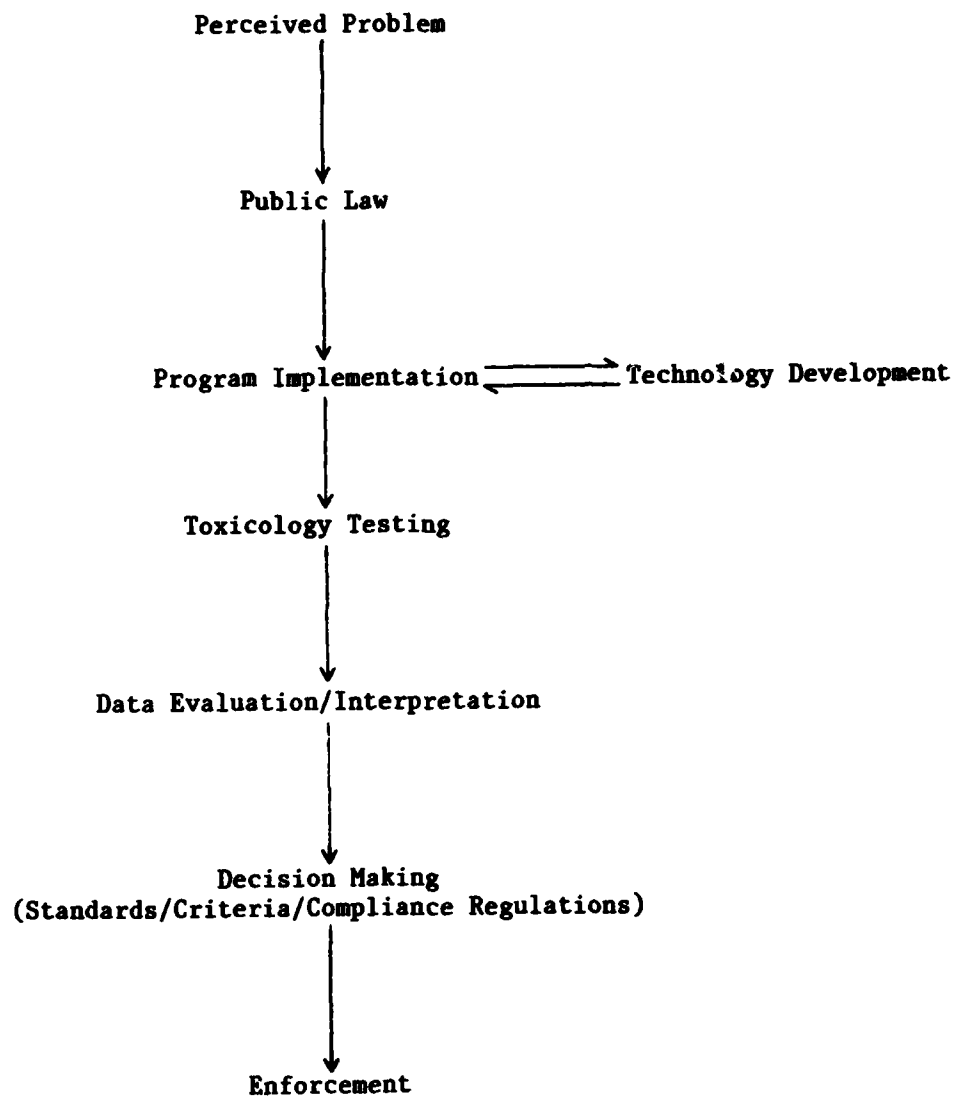 Perceived Problem
Public Law
Program Implementation
Technology Development
Toxicology Testing
Data Evaluation/Interpretation
Decision Making
(Standards/Criteria/Compliance Regulations)
Enforcement